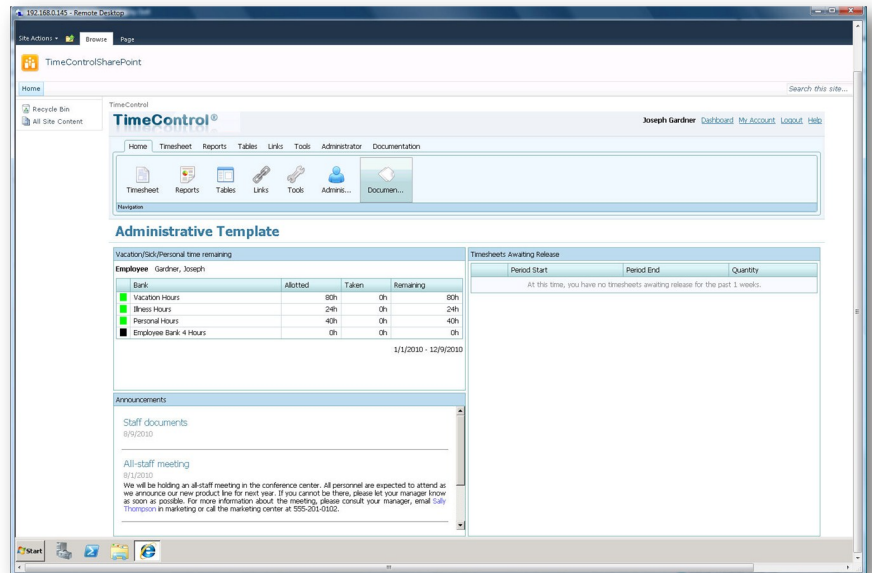 192.168.0.145 - Remote Desktop
Site Actions
Browse
Page
TimeControlSharePoint
Home
Search this site...
Recycle Bin
All Site Content
TimeControl
TimeControl®
Joseph Gardner Dashboard My Account Logout Help
Home Timesheet Reports Tables Links Tools Administrator Documentation
Timesheet Reports Tables Links Tools Adminis... Documen...
Navigation
Administrative Template
Vacation/Sick/Personal time remaining
Employee Gardner, Joseph
Bank Allotted Taken Remaining
Vacation Hours 80h 0h 80h
Illness Hours 24h 0h 24h
Personal Hours 40h 0h 40h
Employee Bank 4 Hours 0h 0h 0h
1/1/2010 - 12/9/2010
Timesheets Awaiting Release
Period Start Period End Quantity
At this time, you have no timesheets awaiting release for the past 1 weeks.
Announcements
Staff documents
8/9/2010
All-staff meeting
8/1/2010
We will be holding an all-staff meeting in the conference center. All personnel are expected to attend as
we announce our new product line for next year. If you cannot be there, please let your manager know
as soon as possible. For more information about the meeting, please consult your manager, email Sally
Thompson in marketing or call the marketing center at 555-201-0102.
Start